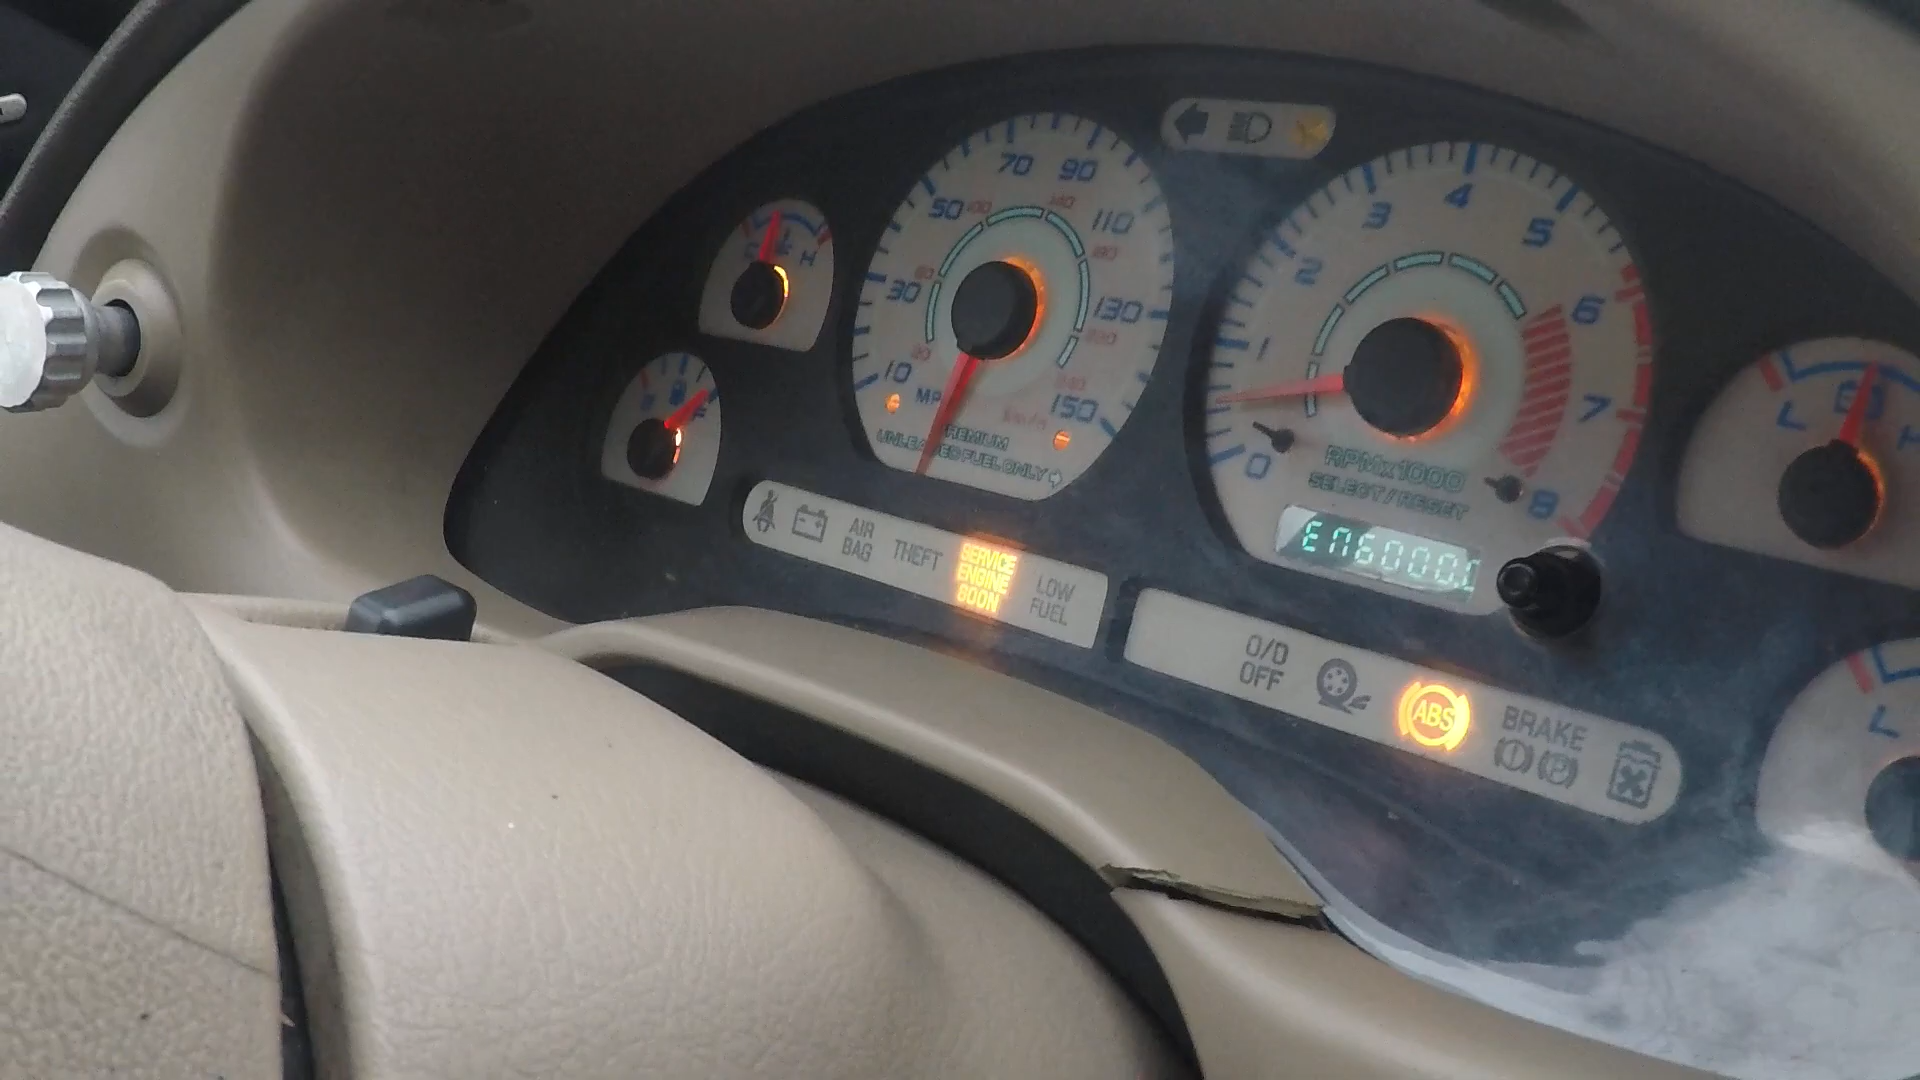 70
90
50
110
30
130
10
150
MP
PREMIUM
UNLEADED FUEL ONLY
H
0
1
2
3
4
5
6
7
8
RPMx1000
SELECT/RESET
AIR
BAG
THEFT
SERVICE
ENGINE
SOON
LOW
FUEL
O/D
OFF
ABS
BRAKE
P
L
H
L